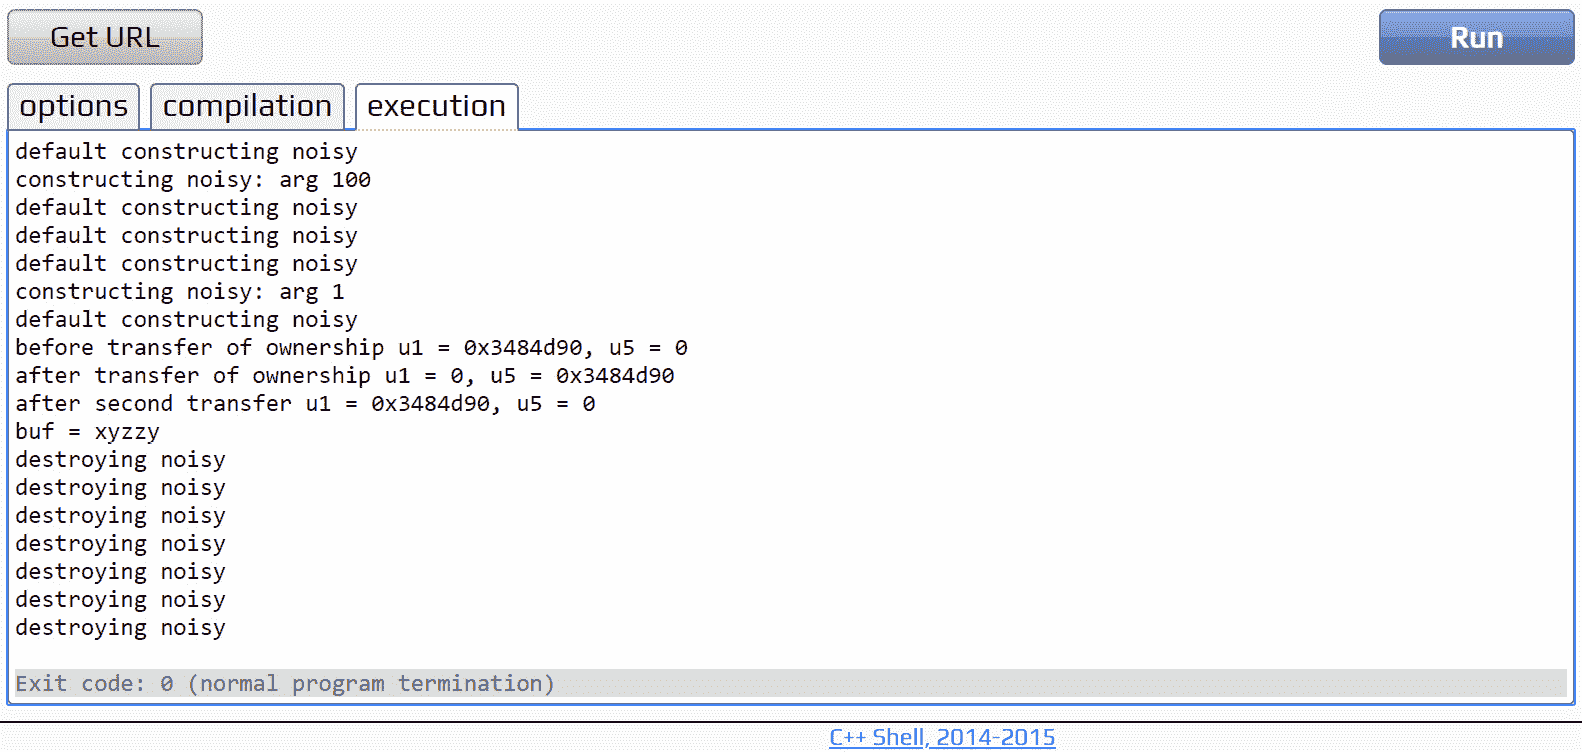 Get URL
Run
options compilation execution
default constructing noisy
constructing noisy: arg 100
default constructing noisy
default constructing noisy
default constructing noisy
constructing noisy: arg 1
default constructing noisy
before transfer of ownership u1 = 0x3484d90, u5 = 0
after transfer of ownership u1 = 0, u5 = 0x3484d90
after second transfer u1 = 0x3484d90, u5 = 0
buf = xyzzy
destroying noisy
destroying noisy
destroying noisy
destroying noisy
destroying noisy
destroying noisy
destroying noisy
Exit code: 0 (normal program termination)
C++ Shell, 2014-2015